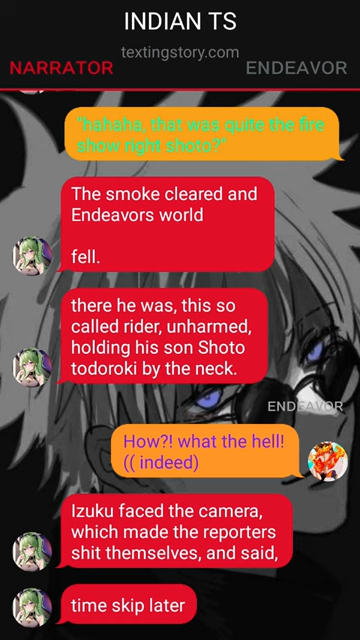 INDIAN TS
textingstory.com
NARRATOR ENDEAVOR
"hahaha, that was quite the fire
show right shoto?"
The smoke cleared and
Endeavors world
fell.
there he was, this so
called rider, unharmed,
holding his son Shoto
todoroki by the neck.
ENDEAVOR
How?! what the hell!
(( indeed)
Izuku faced the camera,
which made the reporters
shit themselves, and said,
time skip later